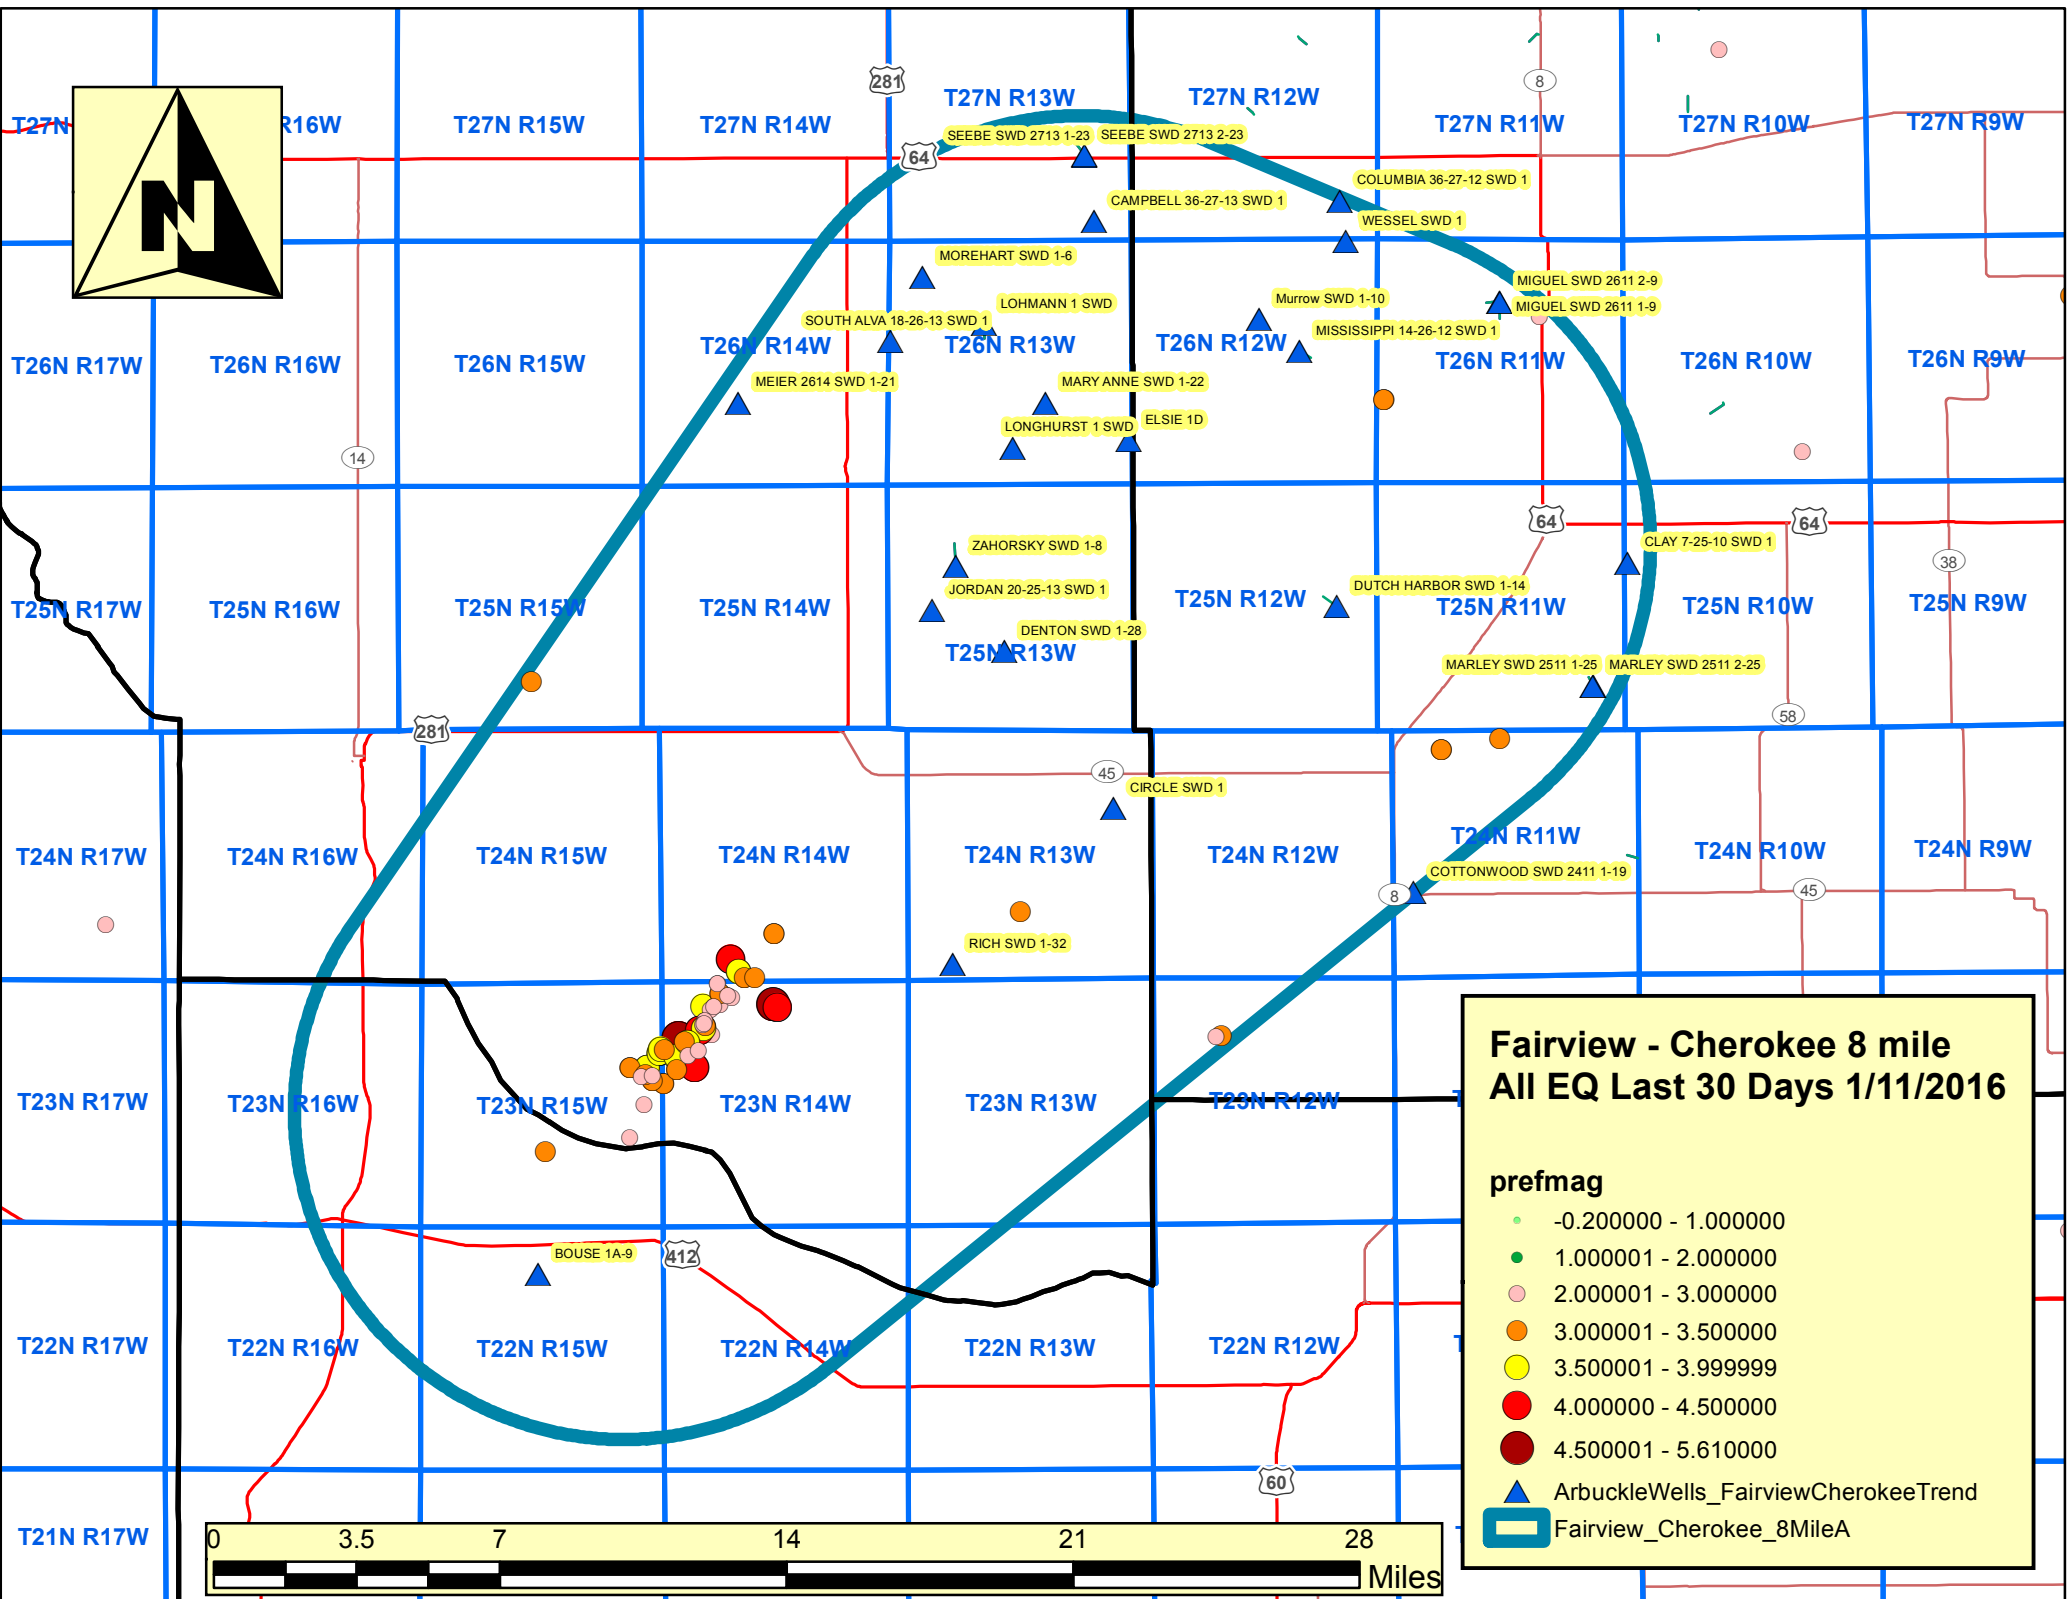 281
T27N R13W
T27N R12W
8
T27N
R16W
T27N R15W
T27N R14W
T27N R11W
T27N R10W
T27N R9W
SEEBE SWD 2713 1-23
SEEBE SWD 2713 2-23
64
N
COLUMBIA 36-27-12 SWD 1
CAMPBELL 36-27-13 SWD 1
WESSEL SWD 1
MOREHART SWD 1-6
MIGUEL SWD 2611 2-9
LOHMANN 1 SWD
Murrow SWD 1-10
MIGUEL SWD 2611 1-9
SOUTH ALVA 18-26-13 SWD 1
MISSISSIPPI 14-26-12 SWD 1
T26N R17W
T26N R16W
T26N R15W
T26N R14W
T26N R13W
T26N R12W
T26N R11W
T26N R10W
T26N R9W
MEIER 2614 SWD 1-21
MARY ANNE SWD 1-22
LONGHURST 1 SWD
ELSIE 1D
14
64
64
ZAHORSKY SWD 1-8
CLAY 7-25-10 SWD 1
38
JORDAN 20-25-13 SWD 1
DUTCH HARBOR SWD 1-14
T25N R17W
T25N R16W
T25N R15W
T25N R14W
T25N R12W
T25N R11W
T25N R10W
T25N R9W
DENTON SWD 1-28
T25N R13W
MARLEY SWD 2511 1-25
MARLEY SWD 2511 2-25
58
281
45
CIRCLE SWD 1
T24N R17W
T24N R16W
T24N R15W
T24N R14W
T24N R13W
T24N R12W
T24N R11W
T24N R10W
T24N R9W
COTTONWOOD SWD 2411 1-19
8
45
RICH SWD 1-32
T23N R17W
T23N R16W
T23N R15W
T23N R14W
T23N R13W
T23N R12W
BOUSE 1A-9
412
T22N R17W
T22N R16W
T22N R15W
T22N R14W
T22N R13W
T22N R12W
60
T21N R17W
0 3.5 7 14 21 28
Miles
Fairview - Cherokee 8 mile
All EQ Last 30 Days 1/11/2016
prefmag
-0.200000 - 1.000000
1.000001 - 2.000000
2.000001 - 3.000000
3.000001 - 3.500000
3.500001 - 3.999999
4.000000 - 4.500000
4.500001 - 5.610000
ArbuckleWells_FairviewCherokeeTrend
Fairview_Cherokee_8MileA